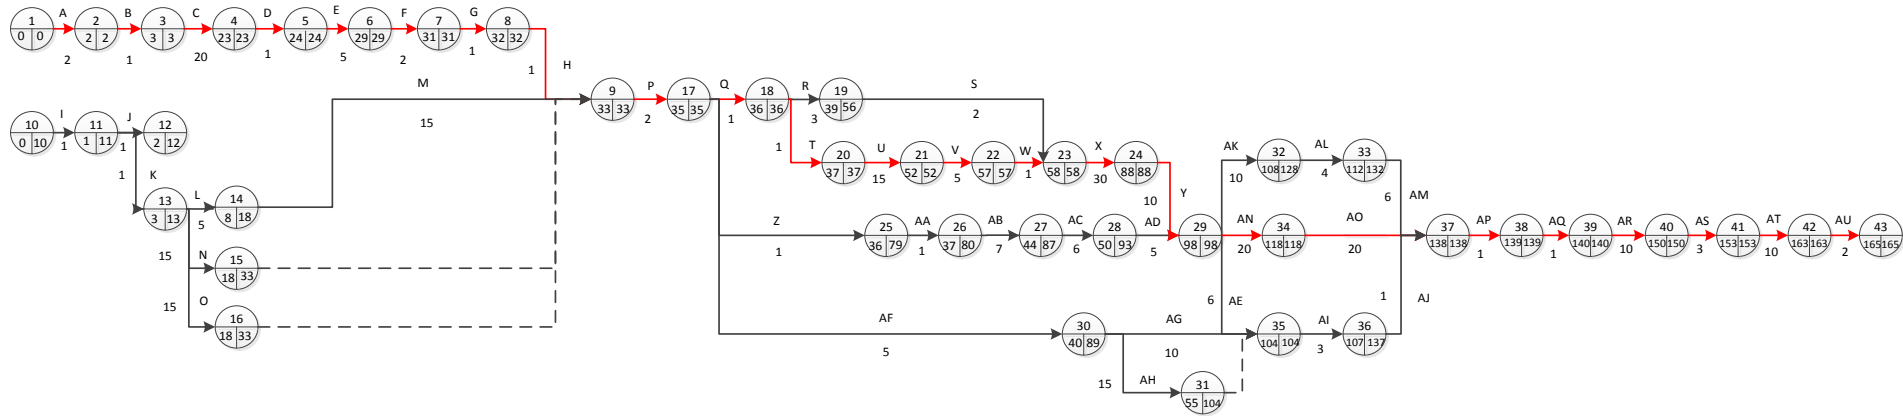 A B C D E F G
1 2 3 4 5 6 7 8
0 0 2 2 3 3 23 23 24 24 29 29 31 31 32 32
2 1 20 1 5 2 1 1 H
M P Q R S
9 17 18 19
33 33 35 35 36 36 39 56
15 2 1 3 2
I J
10 11 12
0 10 1 11 2 12
1 1
1 K
1 T U V W X
20 21 22 23 24
37 37 52 52 57 57 58 58 88 88
15 5 1 30
AK AL
32 33
108 128 112 132
10 4
L
13 14
3 13 8 18
5
10 Y
6 AM
Z AA AB AC AD AN AO AP AQ AR AS AT AU
25 26 27 28 29 34 37 38 39 40 41 42 43
36 79 37 80 44 87 50 93 98 98 118 118 138 138 139 139 140 140 150 150 153 153 163 163 165 165
1 1 7 6 5 20 20 1 1 10 3 10 2
15 N
15
18 33
15 O
16
18 33
6 AE
1 AJ
AF AG AI
30 35 36
40 89 104 104 107 137
5 10 3
15 AH
31
55 104